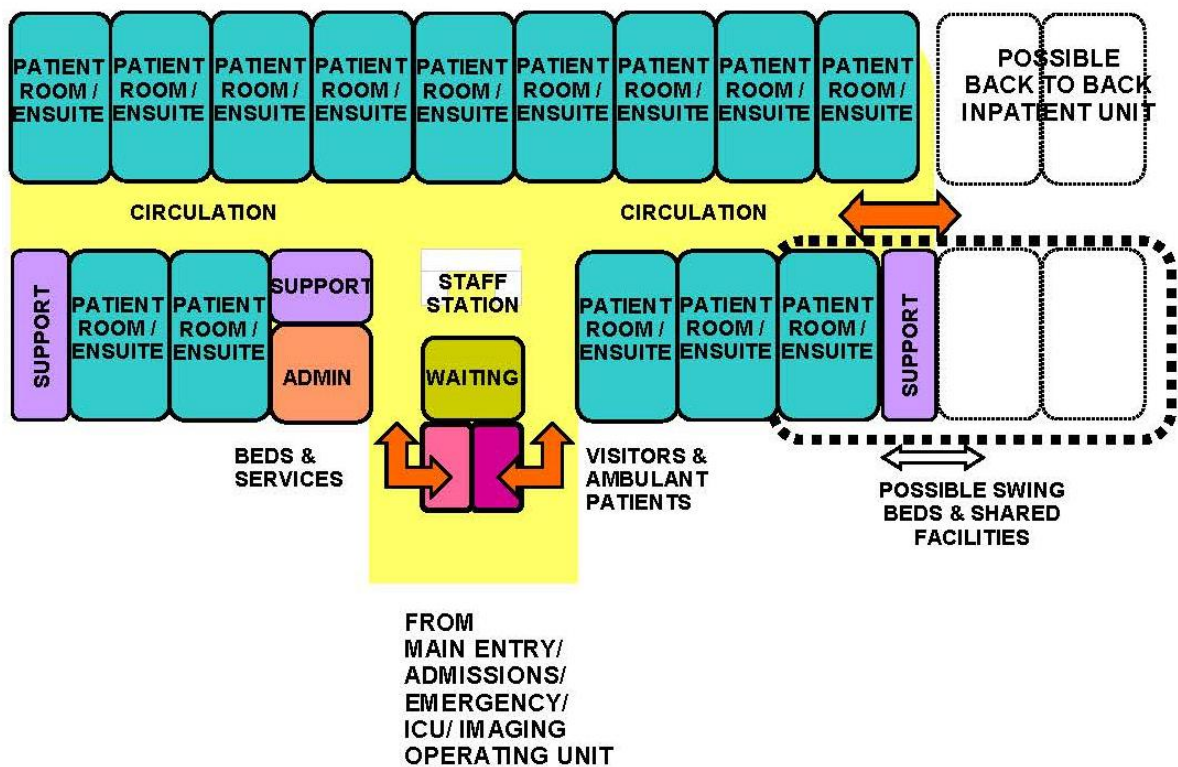 PATIENT
ROOM /
ENSUITE
PATIENT
ROOM /
ENSUITE
PATIENT
ROOM /
ENSUITE
PATIENT
ROOM /
ENSUITE
PATIENT
ROOM /
ENSUITE
PATIENT
ROOM /
ENSUITE
PATIENT
ROOM /
ENSUITE
PATIENT
ROOM /
ENSUITE
PATIENT
ROOM /
ENSUITE
POSSIBLE
BACK TO BACK
INPATIENT UNIT
CIRCULATION
CIRCULATION
SUPPORT
PATIENT
ROOM /
ENSUITE
PATIENT
ROOM /
ENSUITE
SUPPORT
ADMIN
STAFF
STATION
WAITING
PATIENT
ROOM /
ENSUITE
PATIENT
ROOM /
ENSUITE
PATIENT
ROOM /
ENSUITE
SUPPORT
BEDS &
SERVICES
VISITORS &
AMBULANT
PATIENTS
POSSIBLE SWING
BEDS & SHARED
FACILITIES
FROM
MAIN ENTRY/
ADMISSIONS/
EMERGENCY/
ICU/ IMAGING
OPERATING UNIT